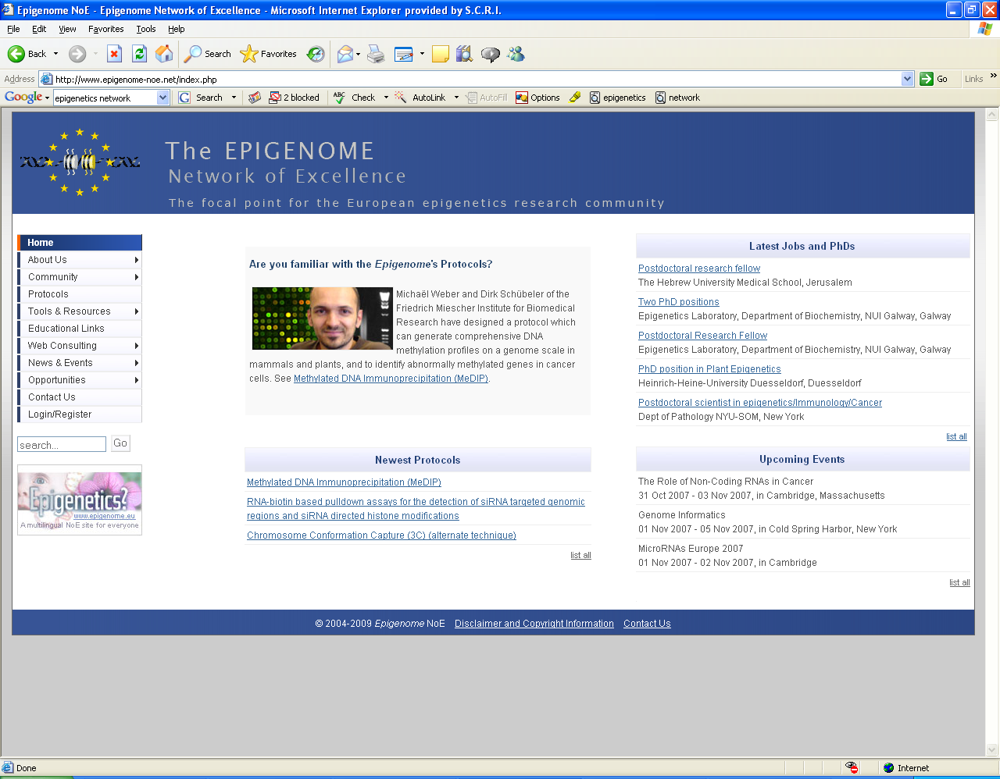 Epigenome NoE - Epigenome Network of Excellence - Microsoft Internet Explorer provided by S.C.R.I.
File Edit View Favorites Tools Help
Back Search Favorites
Address http://www.epigenome-noe.net/index.php Go Links »
Google epigenetics network Search 2 blocked ABC Check AutoLink AutoFill Options epigenetics network
The EPIGENOME
Network of Excellence
The focal point for the European epigenetics research community
Home
About Us
Community
Protocols
Tools & Resources
Educational Links
Web Consulting
News & Events
Opportunities
Contact Us
Login/Register
search... Go
Epigenetics?
www.epigenome.eu
A multilingual NoE site for everyone
Are you familiar with the Epigenome's Protocols?
Michaël Weber and Dirk Schübeler of the
Friedrich Miescher Institute for Biomedical
Research have designed a protocol which
can generate comprehensive DNA
methylation profiles on a genome scale in
mammals and plants, and to identify abnormally methylated genes in cancer
cells. See Methylated DNA Immunoprecipitation (MeDIP).
Newest Protocols
Methylated DNA Immunoprecipitation (MeDIP)
RNA-biotin based pulldown assays for the detection of siRNA targeted genomic
regions and siRNA directed histone modifications
Chromosome Conformation Capture (3C) (alternate technique)
list all
Latest Jobs and PhDs
Postdoctoral research fellow
The Hebrew University Medical School, Jerusalem
Two PhD positions
Epigenetics Laboratory, Department of Biochemistry, NUI Galway, Galway
Postdoctoral Research Fellow
Epigenetics Laboratory, Department of Biochemistry, NUI Galway, Galway
PhD position in Plant Epigenetics
Heinrich-Heine-University Duesseldorf, Duesseldorf
Postdoctoral scientist in epigenetics/Immunology/Cancer
Dept of Pathology NYU-SOM, New York
list all
Upcoming Events
The Role of Non-Coding RNAs in Cancer
31 Oct 2007 - 03 Nov 2007, in Cambridge, Massachusetts
Genome Informatics
01 Nov 2007 - 05 Nov 2007, in Cold Spring Harbor, New York
MicroRNAs Europe 2007
01 Nov 2007 - 02 Nov 2007, in Cambridge
list all
© 2004-2009 Epigenome NoE Disclaimer and Copyright Information Contact Us
Done Internet